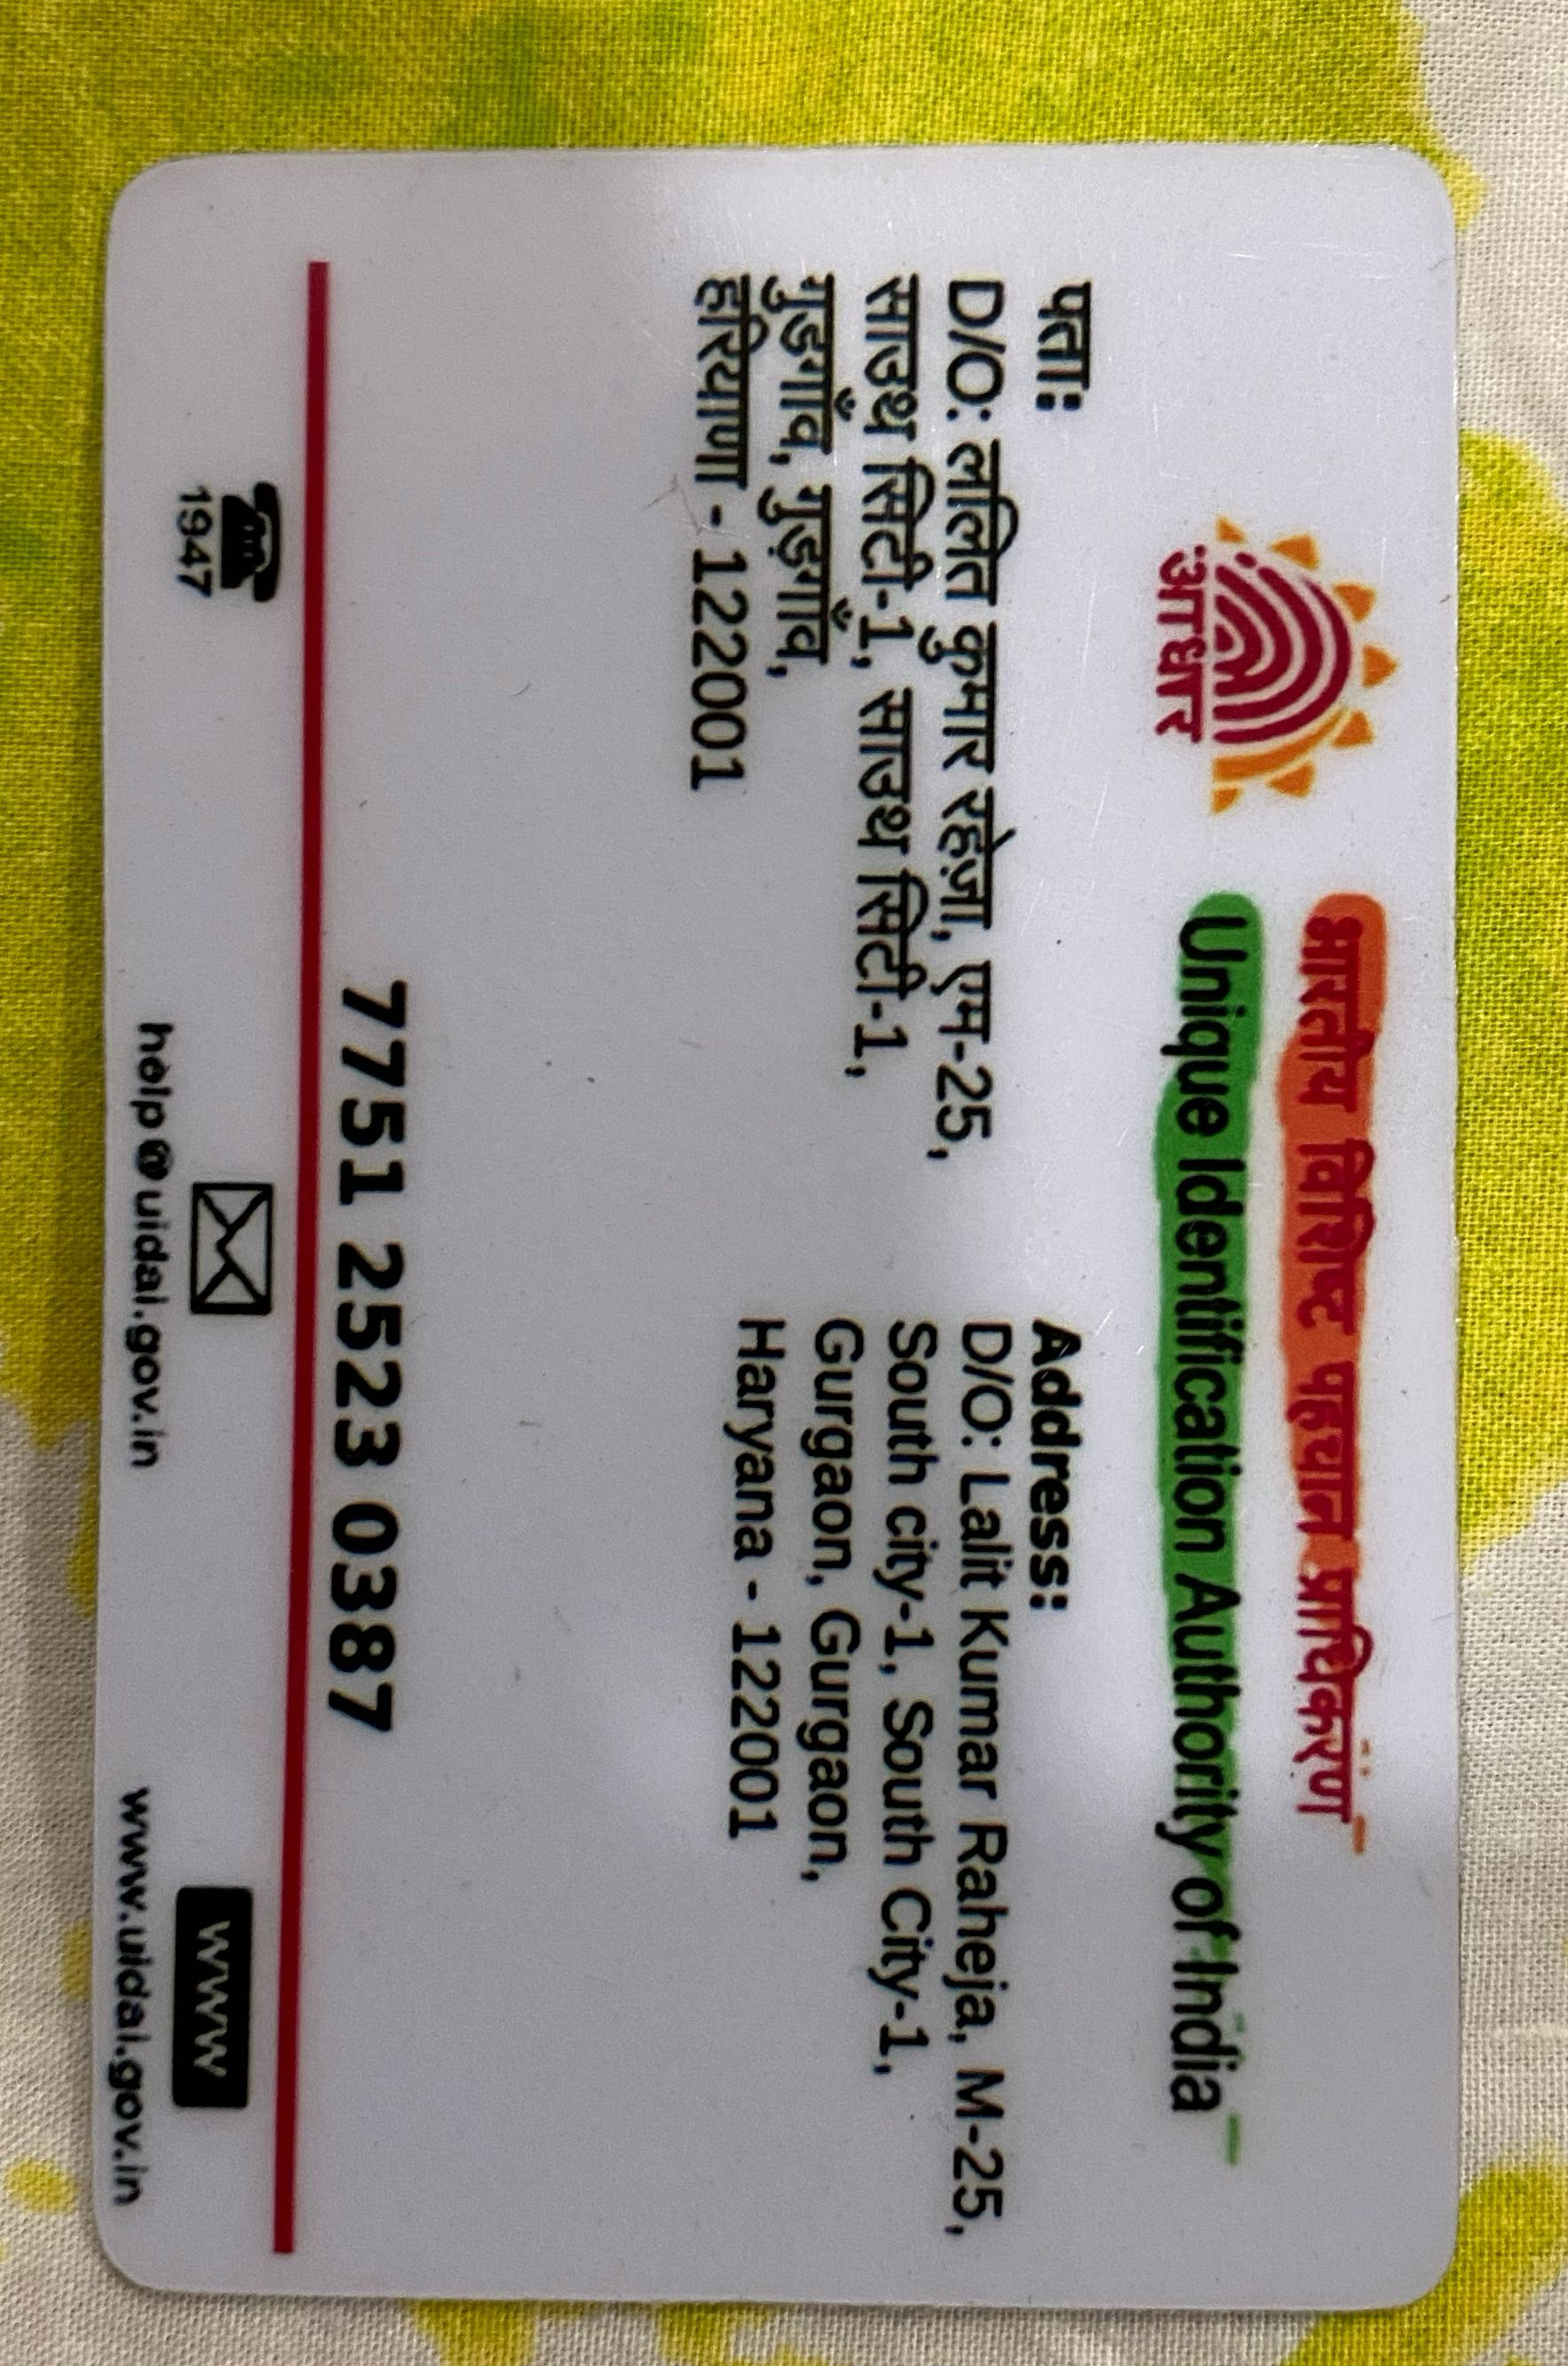 भारतीय विशिष्ट पहचान प्राधिकरण
Unique Identification Authority of India
आधार
पता:
D/O: ललित कुमार रहेज़ा, एम-25,
साउथ सिटी-1, साउथ सिटी-1,
गुडगाँव, गुड़गाँव,
हरियाणा - 122001
Address:
D/O: Lalit Kumar Raheja, M-25,
South city-1, South City-1,
Gurgaon, Gurgaon,
Haryana - 122001
7751 2523 0387
1947
help@uidai.gov.in
www
www.uidai.gov.in